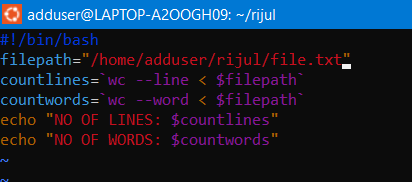 adduser@LAPTOP-A2OOGH09: ~/rijul
#!/bin/bash
filepath="/home/adduser/rijul/file.txt"
countlines=`wc --line < $filepath`
countwords=`wc --word < $filepath`
echo "NO OF LINES: $countlines"
echo "NO OF WORDS: $countwords"
~
~